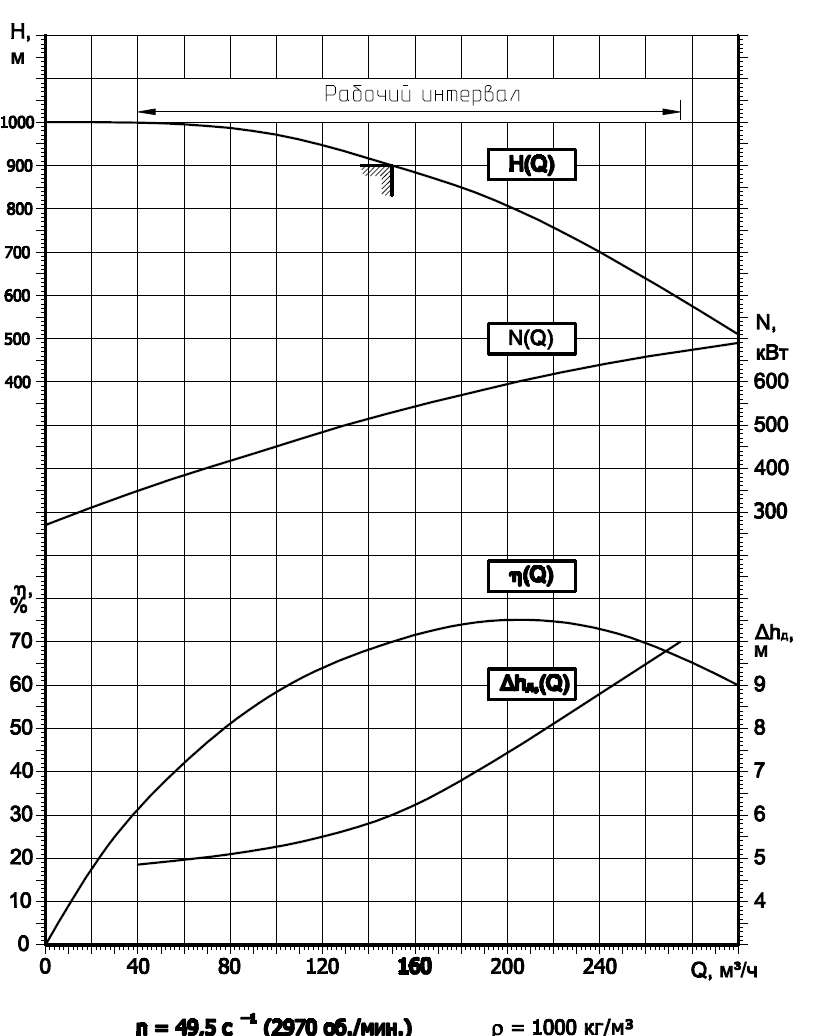 H,
м
Рабочий интервал
1000
900
H(Q)
800
700
600
500
N(Q)
N,
кВт
400
600
500
400
300
η(Q)
η,
%
70
Δhд,
м
60
Δhд,(Q)
9
50
8
40
7
30
6
20
5
10
4
0
0 40 80 120 160 200 240 Q, м³/ч
n = 49,5 с ⁻¹ (2970 об./мин.) ρ = 1000 кг/м³